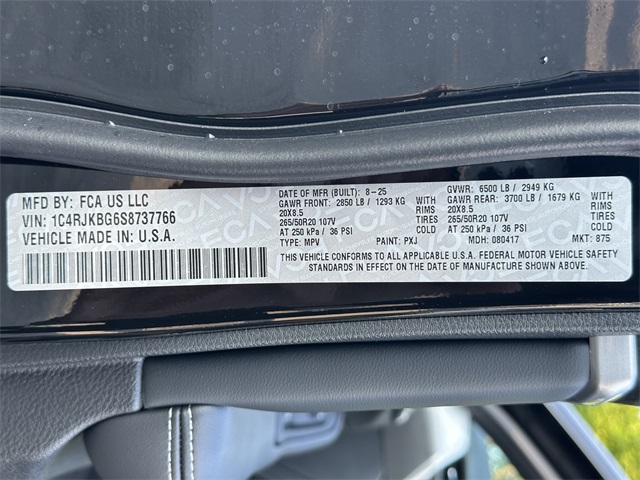 MFD BY: FCA US LLC
VIN: 1C4RJKBG6S8737766
VEHICLE MADE IN: U.S.A.
DATE OF MFR (BUILT): 8-25
GAWR FRONT: 2850 LB / 1293 KG WITH
20X8.5 RIMS
265/50R20 107V TIRES
AT 250 kPa / 36 PSI COLD
TYPE: MPV PAINT: PXJ
GVWR: 6500 LB / 2949 KG
GAWR REAR: 3700 LB / 1679 KG WITH
20X8.5 RIMS
265/50R20 107V TIRES
AT 250 kPa / 36 PSI COLD
MDH: 080417 MKT: 875
THIS VEHICLE CONFORMS TO ALL APPLICABLE U.S.A. FEDERAL MOTOR VEHICLE SAFETY
STANDARDS IN EFFECT ON THE DATE OF MANUFACTURE SHOWN ABOVE.